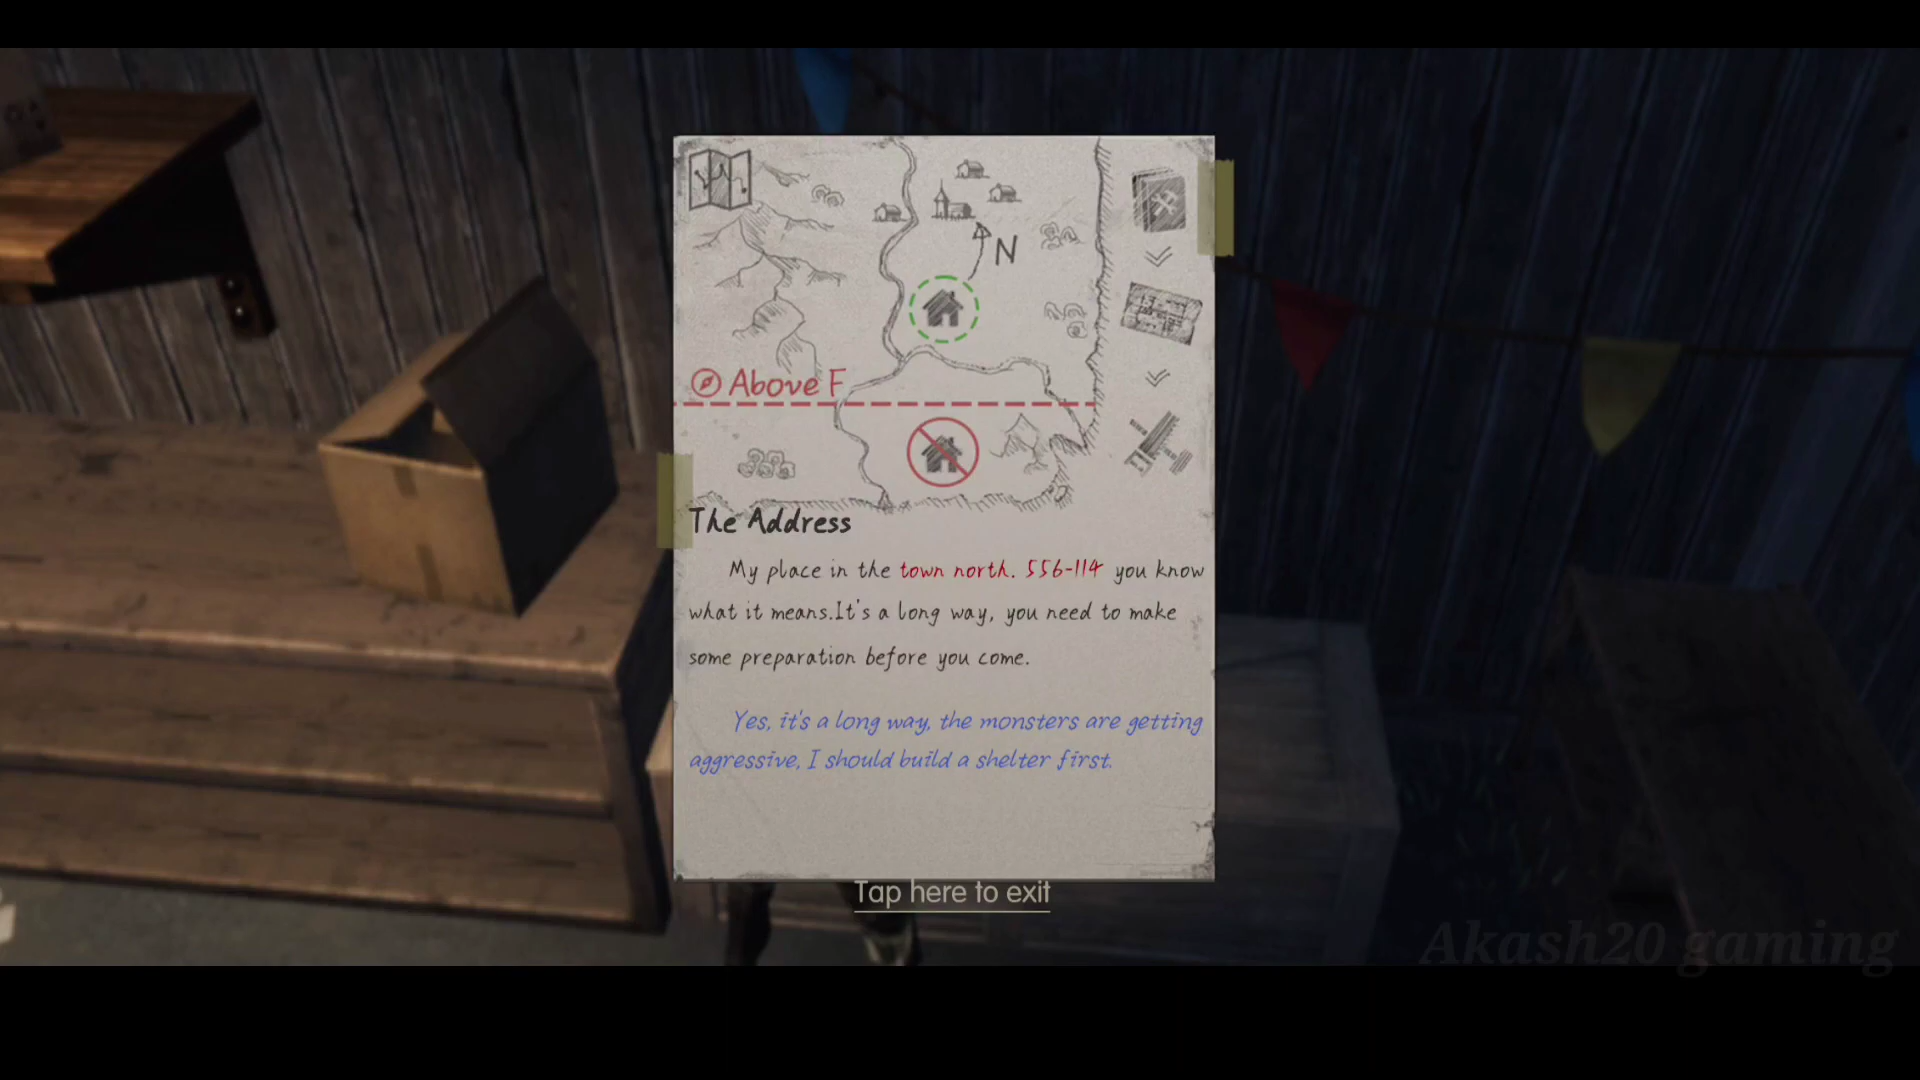 N
Above F
The Address
My place in the town north. 556-114 you know
what it means.It's a long way, you need to make
some preparation before you come.
Yes, it's a long way, the monsters are getting
aggressive, I should build a shelter first.
Tap here to exit
Akash20 gaming